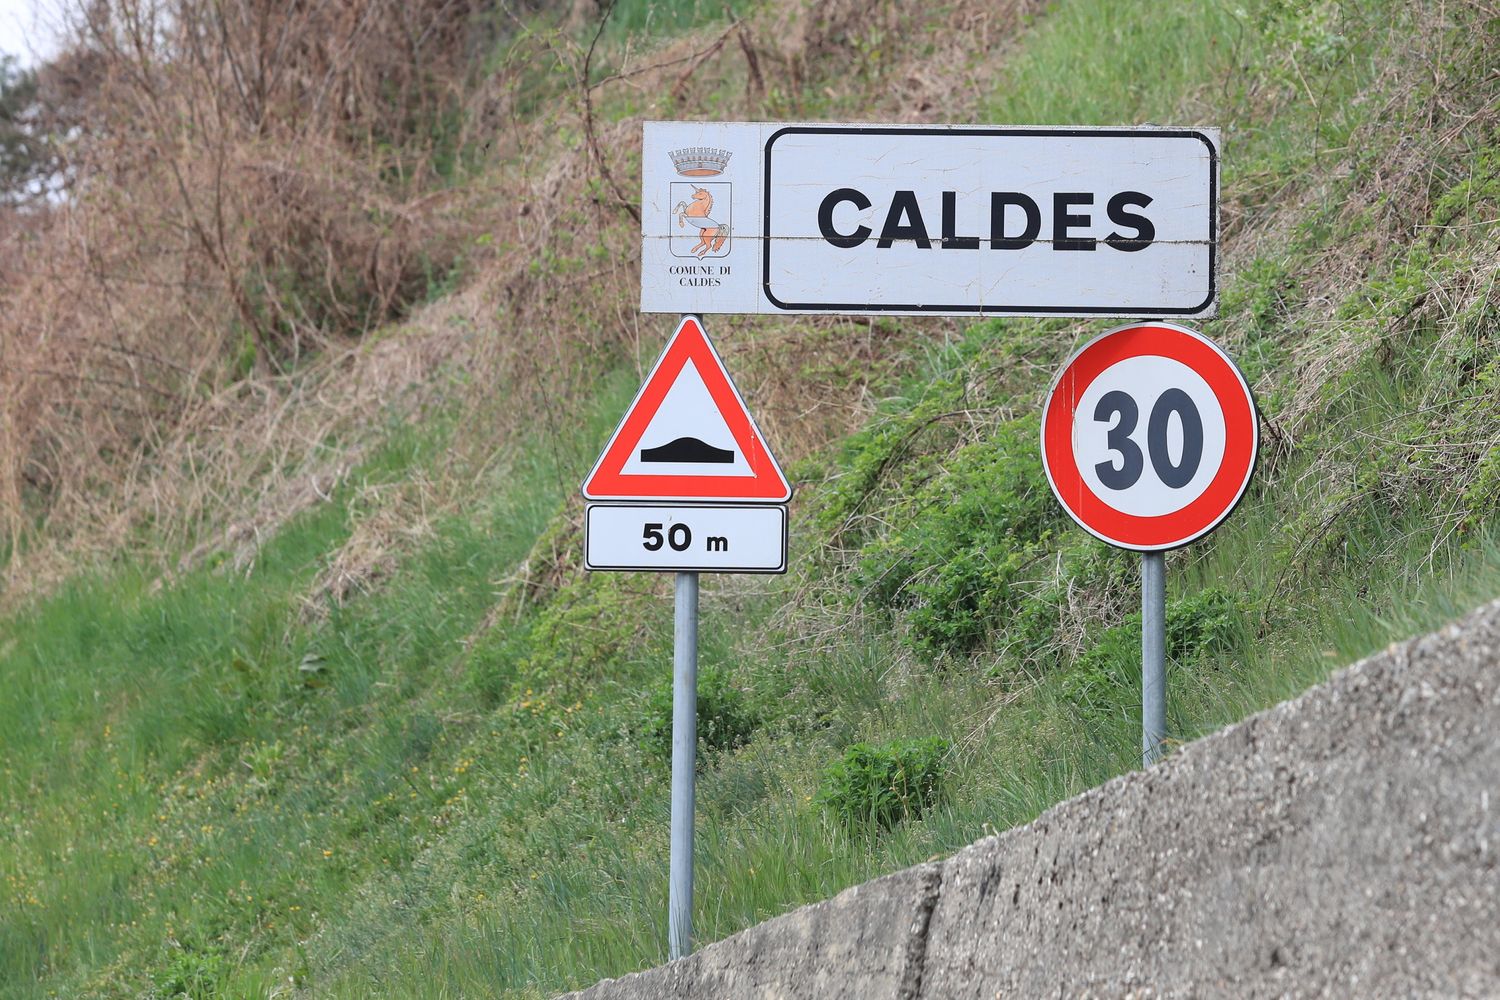 CALDES
COMUNE DI
CALDES
50 m
30